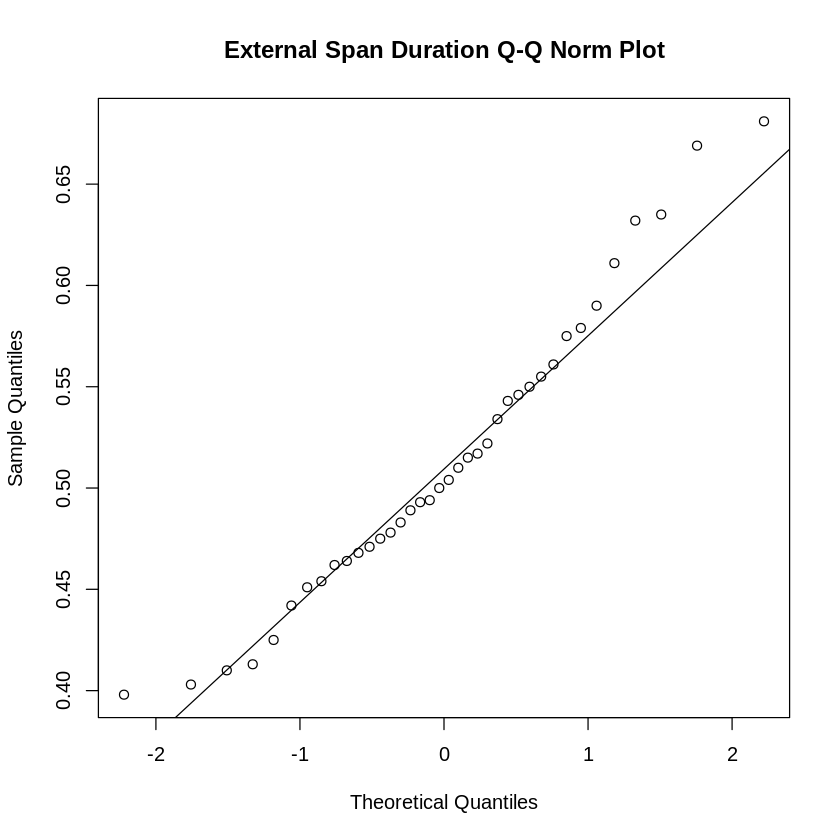 External Span Duration Q-Q Norm Plot
0.65
0.60
0.55
0.50
0.45
0.40
Sample Quantiles
-2 -1 0 1 2
Theoretical Quantiles